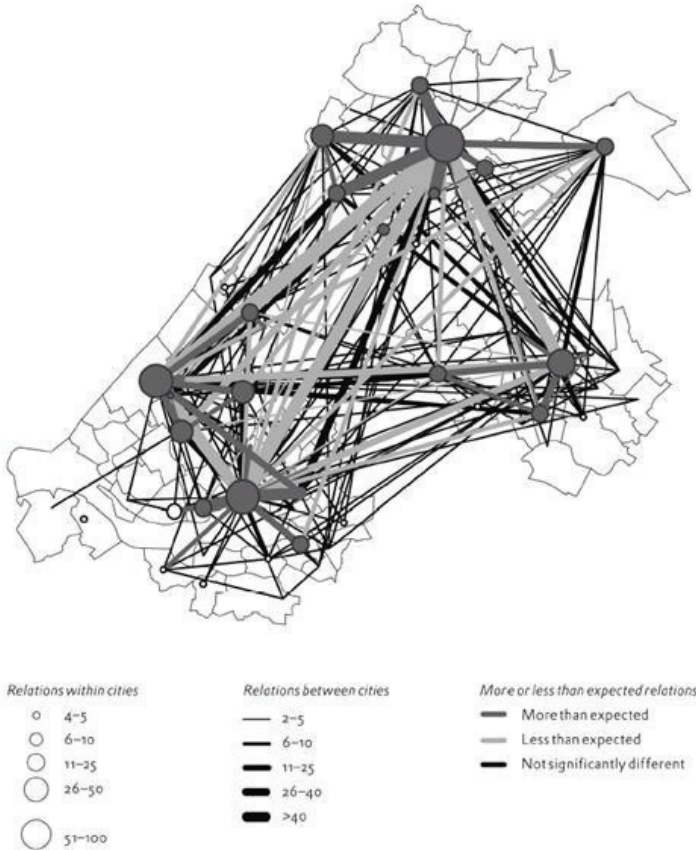 Relations within cities
4–5
6–10
11–25
26–50
51–100
Relations between cities
2–5
6–10
11–25
26–40
>40
More or less than expected relations
More than expected
Less than expected
Not significantly different